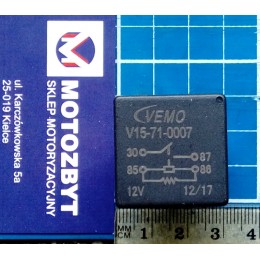 MOTOZBYT
SKLEP MOTORYZACYJNY
ul. Karczówkowska 5a
25-019 Kielce
VEMO
V15-71-0007
30 87
85 86
12V 12/17
MM
CM 1 2 3